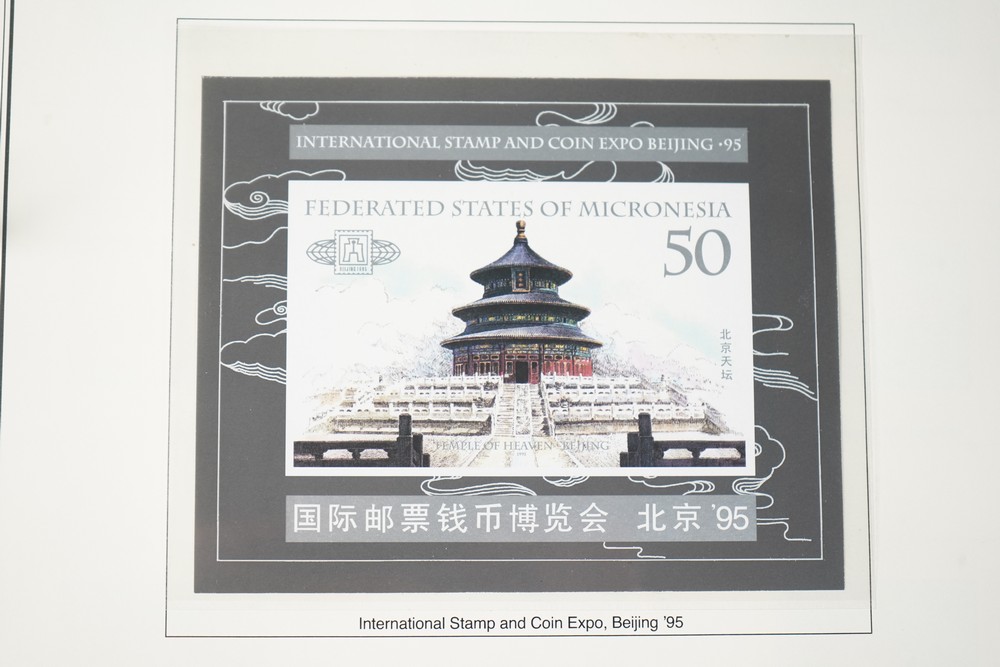 INTERNATIONAL STAMP AND COIN EXPO BEIJING •95
FEDERATED STATES OF MICRONESIA
50
北京天坛
TEMPLE OF HEAVEN • BEIJING
国际邮票钱币博览会 北京 '95
International Stamp and Coin Expo, Beijing '95